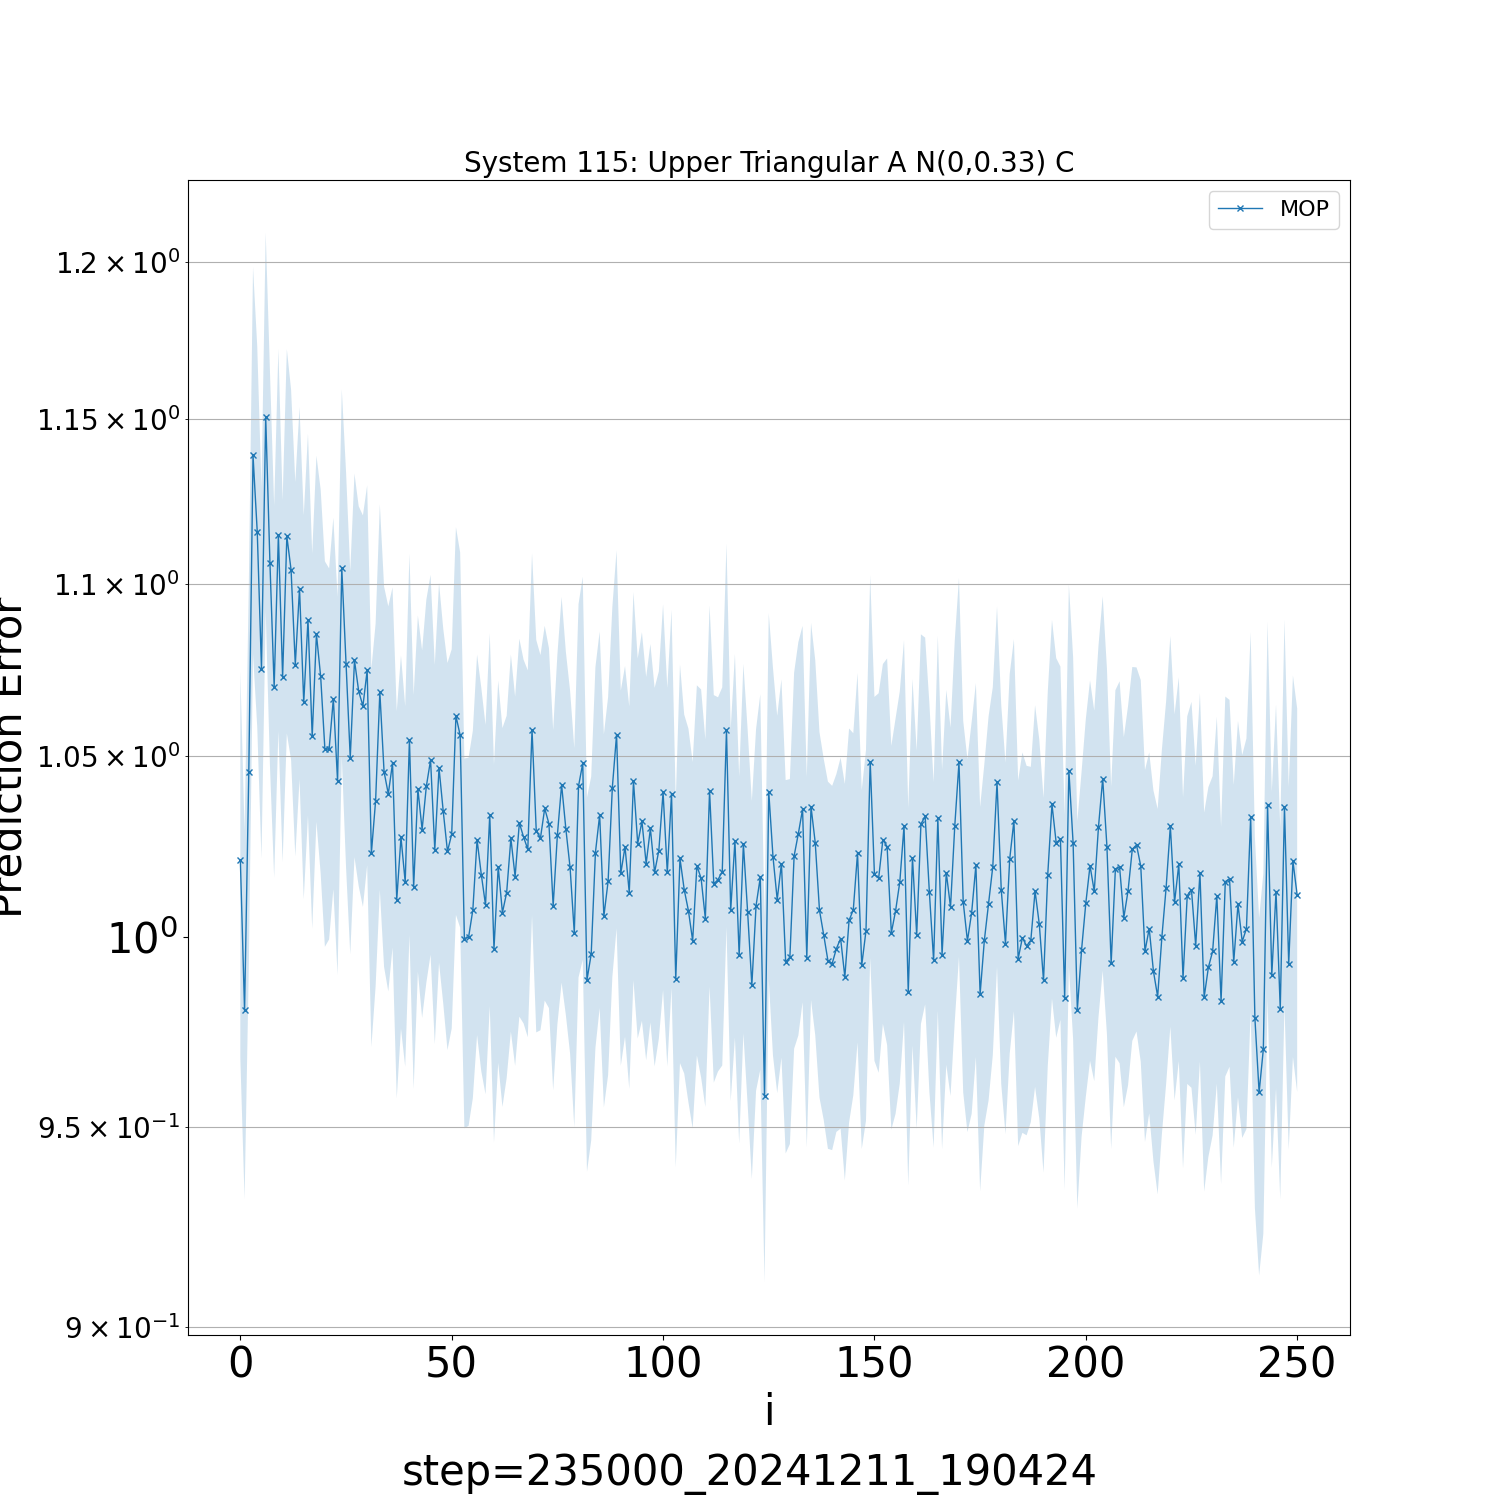 System 115: Upper Triangular A N(0,0.33) C
MOP
1.2 × 10⁰
1.15 × 10⁰
1.1 × 10⁰
1.05 × 10⁰
10⁰
9.5 × 10⁻¹
9 × 10⁻¹
Prediction Error
0 50 100 150 200 250
i
step=235000_20241211_190424